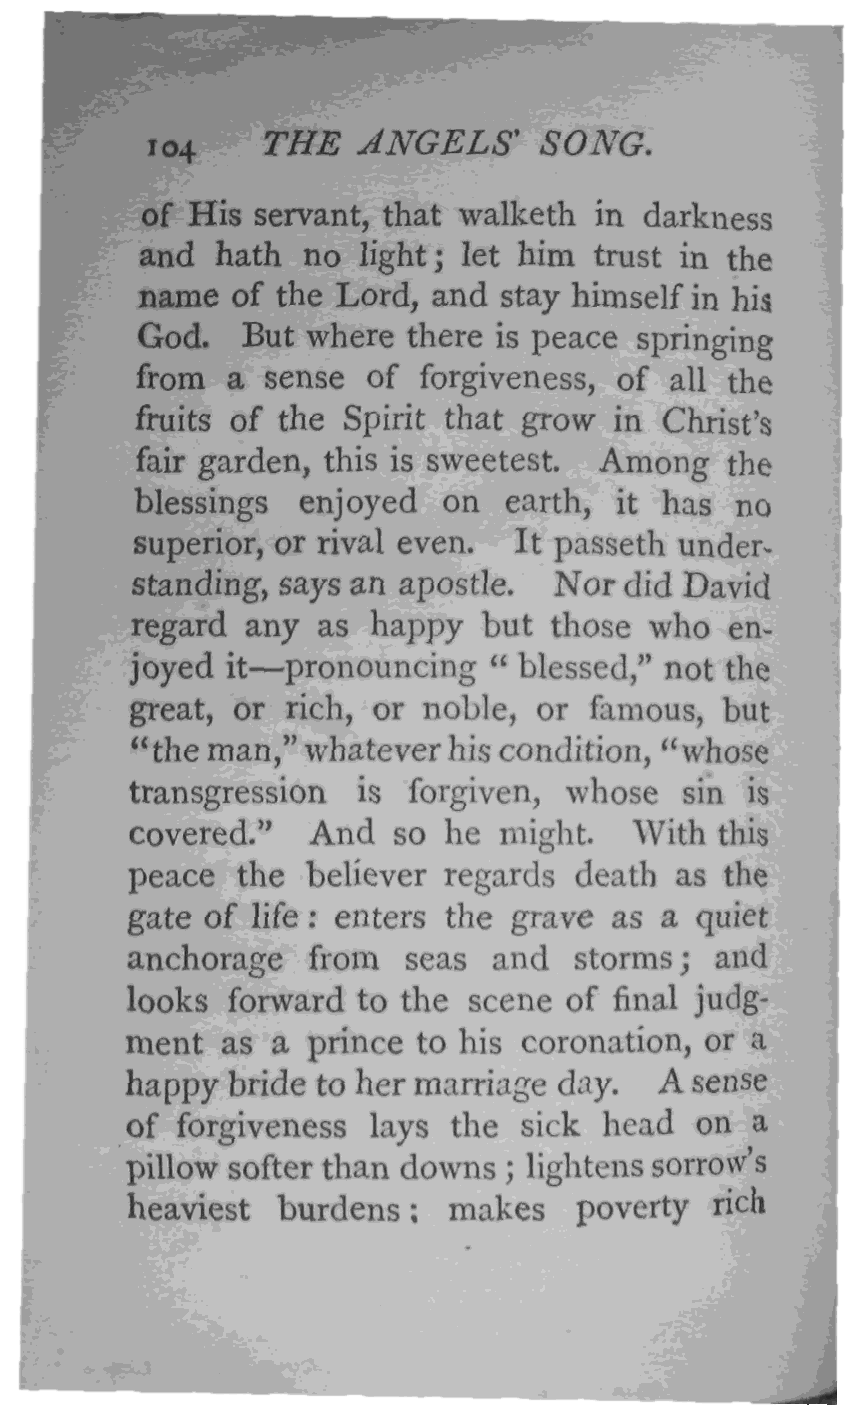 104 THE ANGELS' SONG.
of His servant, that walketh in darkness
and hath no light; let him trust in the
name of the Lord, and stay himself in his
God. But where there is peace springing
from a sense of forgiveness, of all the
fruits of the Spirit that grow in Christ's
fair garden, this is sweetest. Among the
blessings enjoyed on earth, it has no
superior, or rival even. It passeth under-
standing, says an apostle. Nor did David
regard any as happy but those who en-
joyed it—pronouncing “ blessed,” not the
great, or rich, or noble, or famous, but
“the man,” whatever his condition, “whose
transgression is forgiven, whose sin is
covered.” And so he might. With this
peace the believer regards death as the
gate of life : enters the grave as a quiet
anchorage from seas and storms; and
looks forward to the scene of final judg-
ment as a prince to his coronation, or a
happy bride to her marriage day. A sense
of forgiveness lays the sick head on a
pillow softer than downs ; lightens sorrow's
heaviest burdens; makes poverty rich